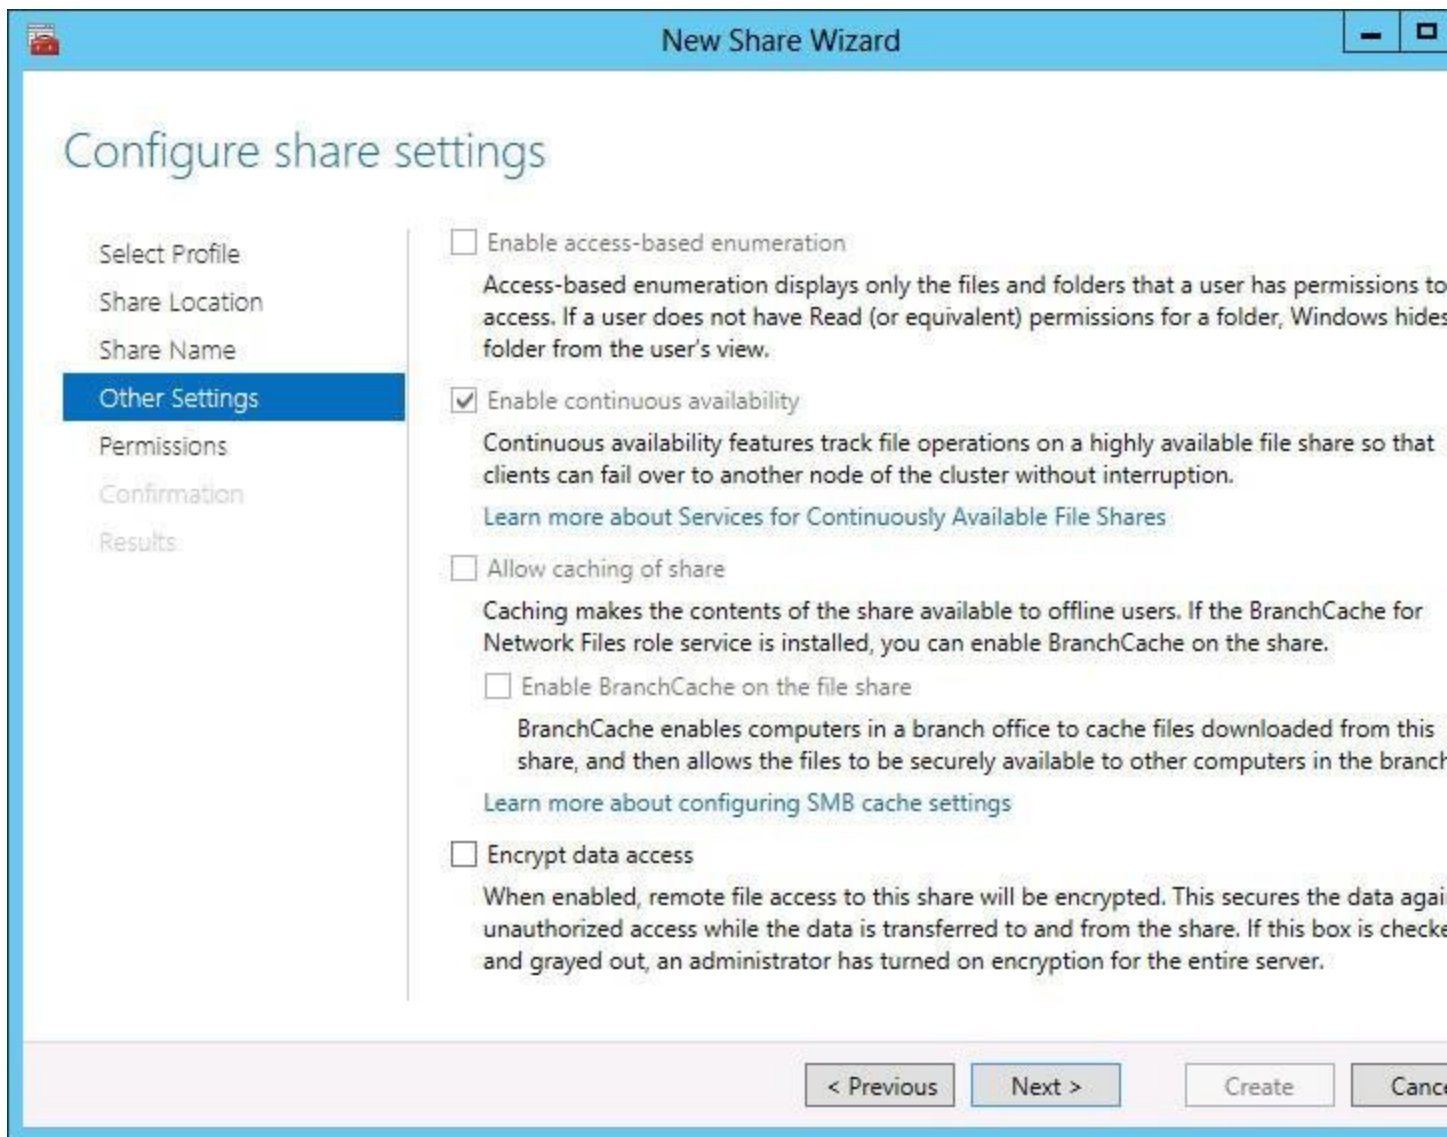 New Share Wizard
Configure share settings
Select Profile
Share Location
Share Name
Other Settings
Permissions
Confirmation
Results
Enable access-based enumeration
Access-based enumeration displays only the files and folders that a user has permissions to
access. If a user does not have Read (or equivalent) permissions for a folder, Windows hides
folder from the user's view.
Enable continuous availability
Continuous availability features track file operations on a highly available file share so that
clients can fail over to another node of the cluster without interruption.
Learn more about Services for Continuously Available File Shares
Allow caching of share
Caching makes the contents of the share available to offline users. If the BranchCache for
Network Files role service is installed, you can enable BranchCache on the share.
Enable BranchCache on the file share
BranchCache enables computers in a branch office to cache files downloaded from this
share, and then allows the files to be securely available to other computers in the branch
Learn more about configuring SMB cache settings
Encrypt data access
When enabled, remote file access to this share will be encrypted. This secures the data
unauthorized access while the data is transferred to and from the share. If this box is
and grayed out, an administrator has turned on encryption for the entire server.
< Previous
Next >
Create